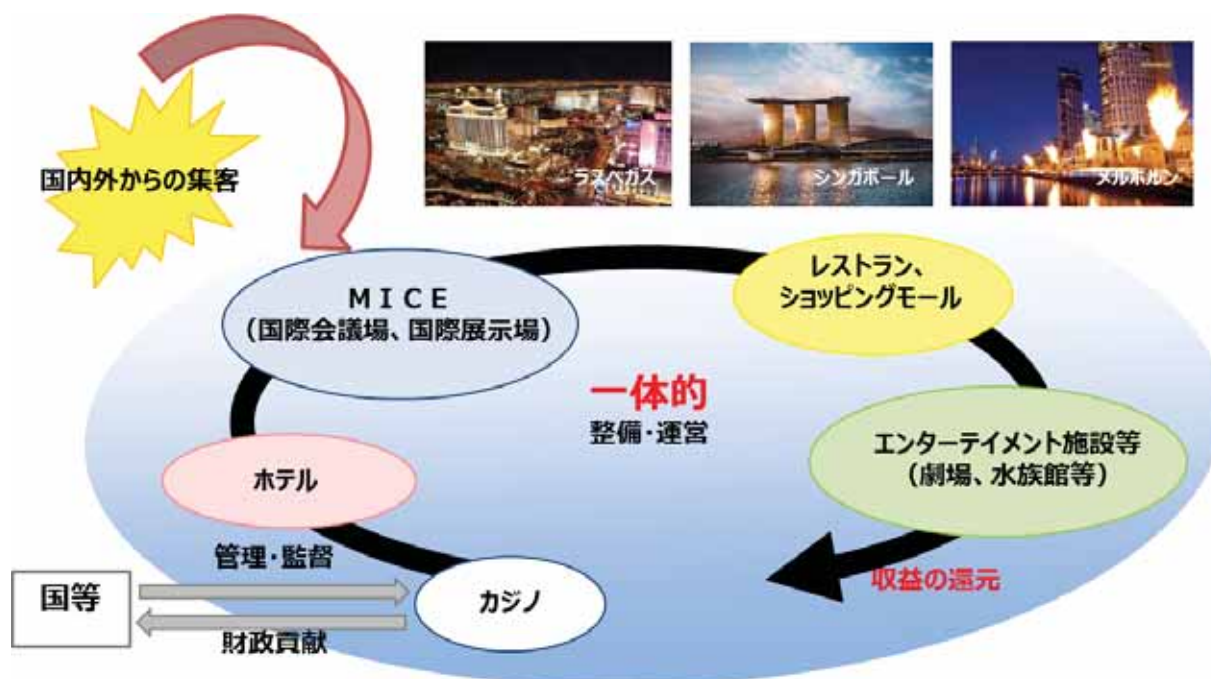 国内外からの集客
ラスベガス
シンガポール
メルボルン
ＭＩＣＥ
（国際会議場、国際展示場）
レストラン、
ショッピングモール
一体的
整備・運営
エンターテイメント施設等
（劇場、水族館等）
ホテル
管理・監督
国等
カジノ
収益の還元
財政貢献